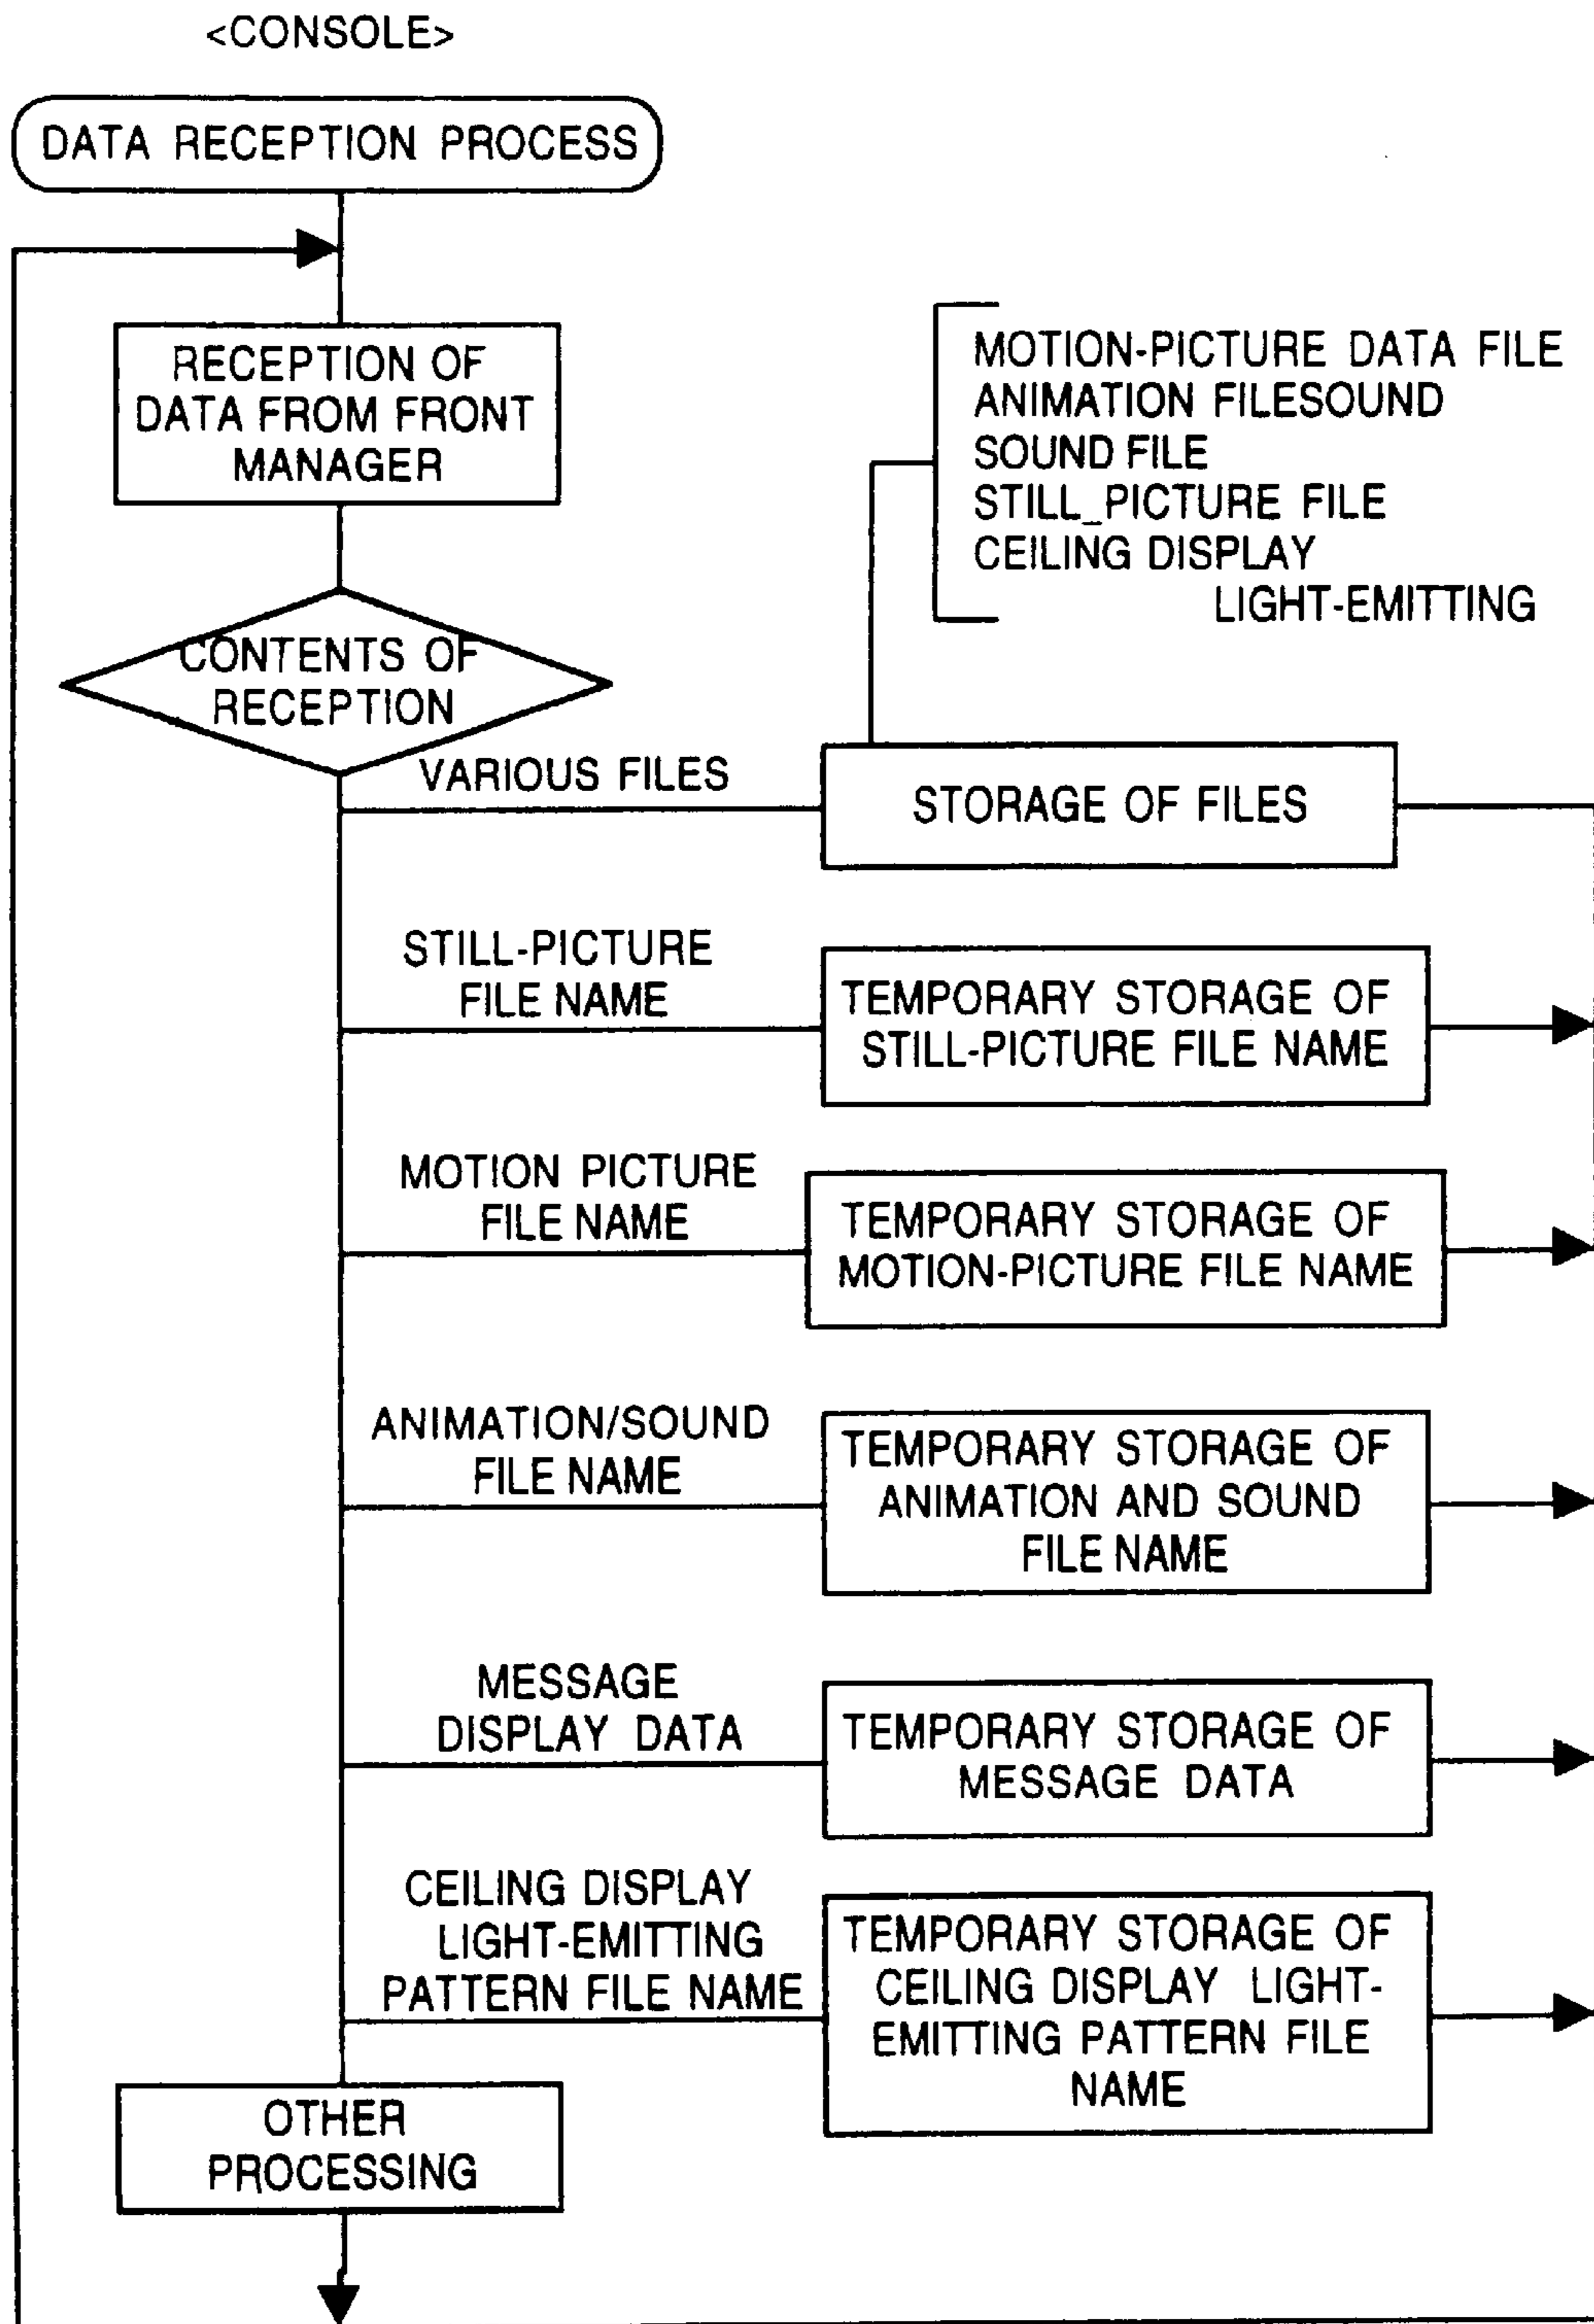 <CONSOLE>
DATA RECEPTION PROCESS
RECEPTION OF
DATA FROM FRONT
MANAGER
CONTENTS OF
RECEPTION
MOTION-PICTURE DATA FILE
ANIMATION FILESOUND
SOUND FILE
STILL_PICTURE FILE
CEILING DISPLAY
LIGHT-EMITTING
VARIOUS FILES
STORAGE OF FILES
STILL-PICTURE
FILE NAME
TEMPORARY STORAGE OF
STILL-PICTURE FILE NAME
MOTION PICTURE
FILE NAME
TEMPORARY STORAGE OF
MOTION-PICTURE FILE NAME
ANIMATION/SOUND
FILE NAME
TEMPORARY STORAGE OF
ANIMATION AND SOUND
FILE NAME
MESSAGE
DISPLAY DATA
TEMPORARY STORAGE OF
MESSAGE DATA
CEILING DISPLAY
LIGHT-EMITTING
PATTERN FILE NAME
TEMPORARY STORAGE OF
CEILING DISPLAY LIGHT-
EMITTING PATTERN FILE
NAME
OTHER
PROCESSING